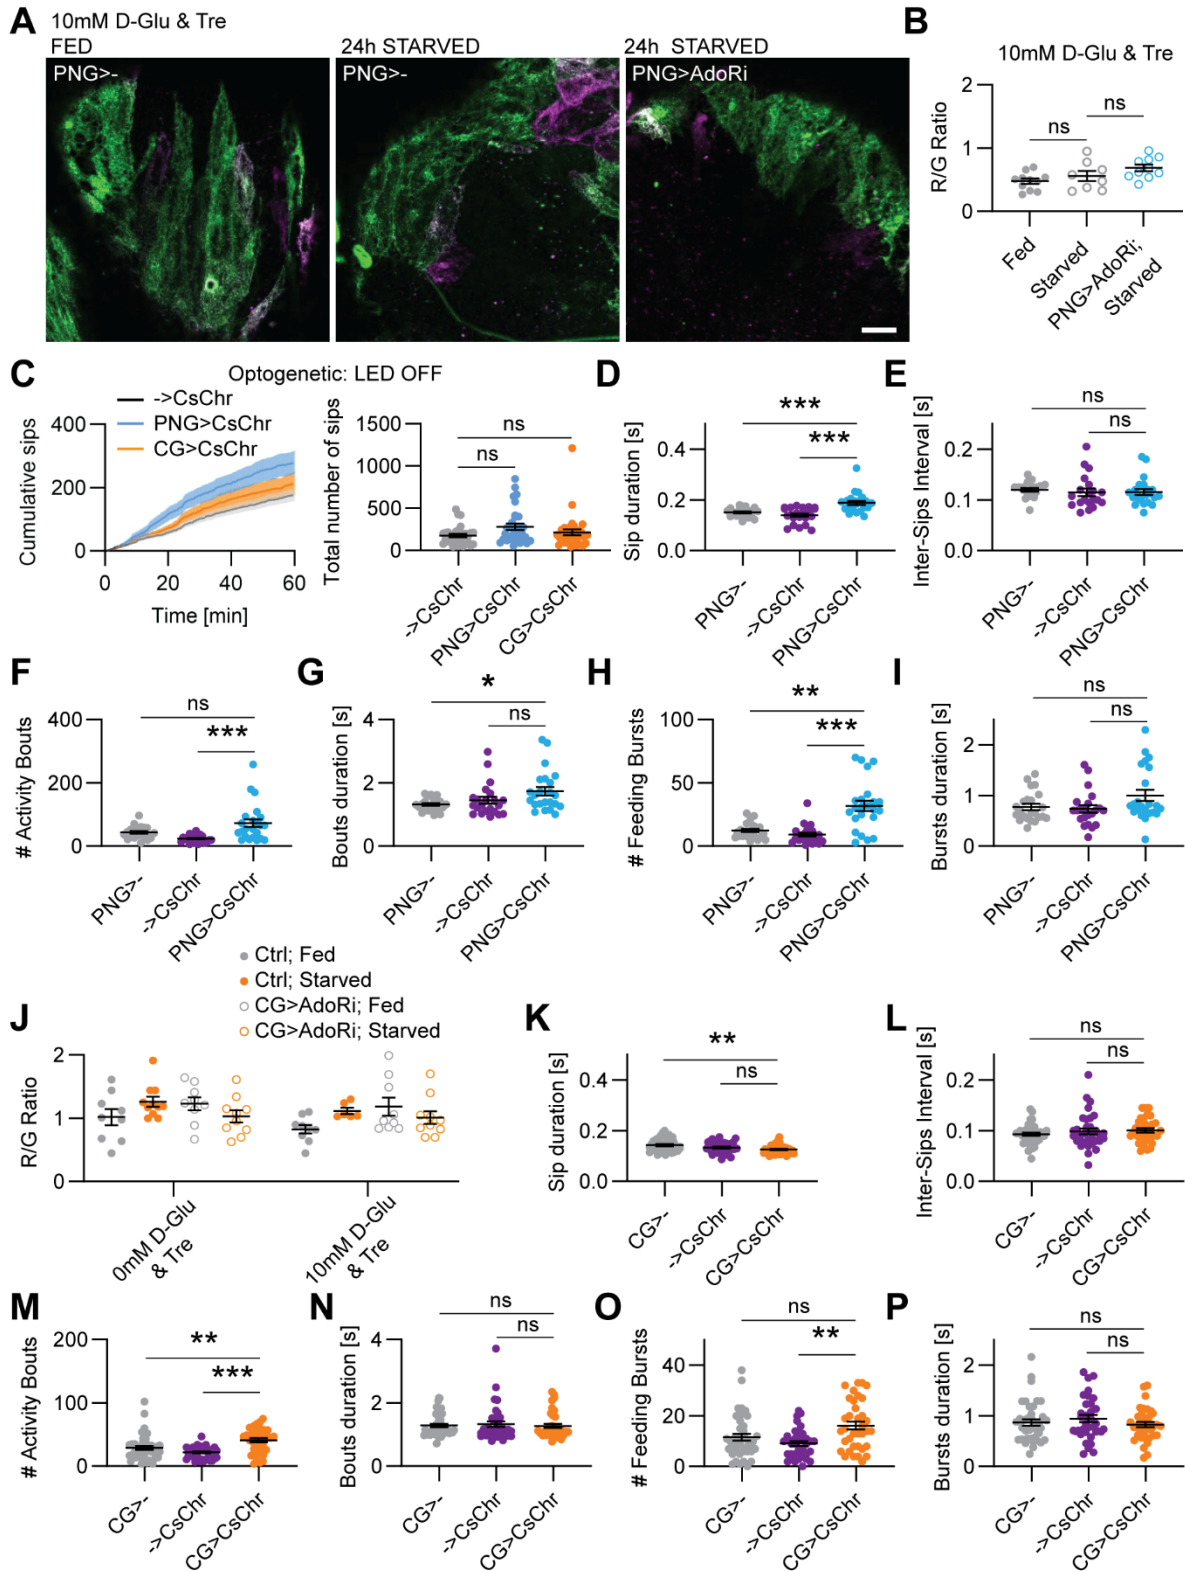 A
10mM D-Glu & Tre
FED
24h STARVED
24h STARVED
PNG>-
PNG>-
PNG>AdoRi
B
10mM D-Glu & Tre
R/G Ratio
2
1
0
ns
ns
Fed
Starved
PNG>AdoRi;
Starved
C
Optogenetic: LED OFF
->CsChr
PNG>CsChr
CG>CsChr
Cumulative sips
400
200
0
0
20
40
60
Time [min]
Total number of sips
1500
1000
500
0
ns
ns
->CsChr
PNG>CsChr
CG>CsChr
D
Sip duration [s]
0.4
0.2
0.0
***
***
PNG>-
->CsChr
PNG>CsChr
E
Inter-Sips Interval [s]
0.2
0.1
0.0
ns
ns
PNG>-
->CsChr
PNG>CsChr
F
# Activity Bouts
400
200
0
ns
***
PNG>-
->CsChr
PNG>CsChr
G
Bouts duration [s]
4
2
0
*
ns
PNG>-
->CsChr
PNG>CsChr
H
# Feeding Bursts
100
50
0
**
***
PNG>-
->CsChr
PNG>CsChr
I
Bursts duration [s]
2
1
0
ns
ns
PNG>-
->CsChr
PNG>CsChr
J
Ctrl; Fed
Ctrl; Starved
CG>AdoRi; Fed
CG>AdoRi; Starved
R/G Ratio
2
1
0
0mM D-Glu
& Tre
10mM D-Glu
& Tre
K
Sip duration [s]
0.4
0.2
0.0
**
ns
CG>-
->CsChr
CG>CsChr
L
Inter-Sips Interval [s]
0.2
0.1
0.0
ns
ns
CG>-
->CsChr
CG>CsChr
M
# Activity Bouts
200
100
0
**
***
CG>-
->CsChr
CG>CsChr
N
Bouts duration [s]
4
2
0
ns
ns
CG>-
->CsChr
CG>CsChr
O
# Feeding Bursts
40
20
0
ns
**
CG>-
->CsChr
CG>CsChr
P
Bursts duration [s]
2
1
0
ns
ns
CG>-
->CsChr
CG>CsChr